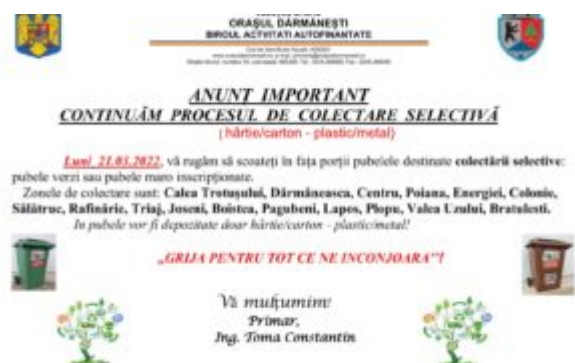 ORAȘUL DĂRMĂNEȘTI
BIROUL ACTIVITATI AUTOFINANTATE
ANUNȚ IMPORTANT
CONTINUĂM PROCESUL DE COLECTARE SELECTIVĂ
( hârtie/carton - plastic/metal)
Luni 21.03.2022, vă rugăm să scoateți în fața porții pubelele destinate colectării selective:
pubele verzi sau pubele maro inscripționate.
Zonele de colectare sunt: Calea Trotușului, Dărmăneasca, Centru, Poiana, Energiei, Colonie,
Sălătruc, Rafinărie, Triaj, Joseni, Boistea, Pagubeni, Lapos, Plopu, Valea Uzului, Bratulesti.
In pubele vor fi depozitate doar hârtie/carton - plastic/metal!
„GRIJA PENTRU TOT CE NE INCONJOARA"!
Vă mulțumim!
Primar,
Ing. Toma Constantin